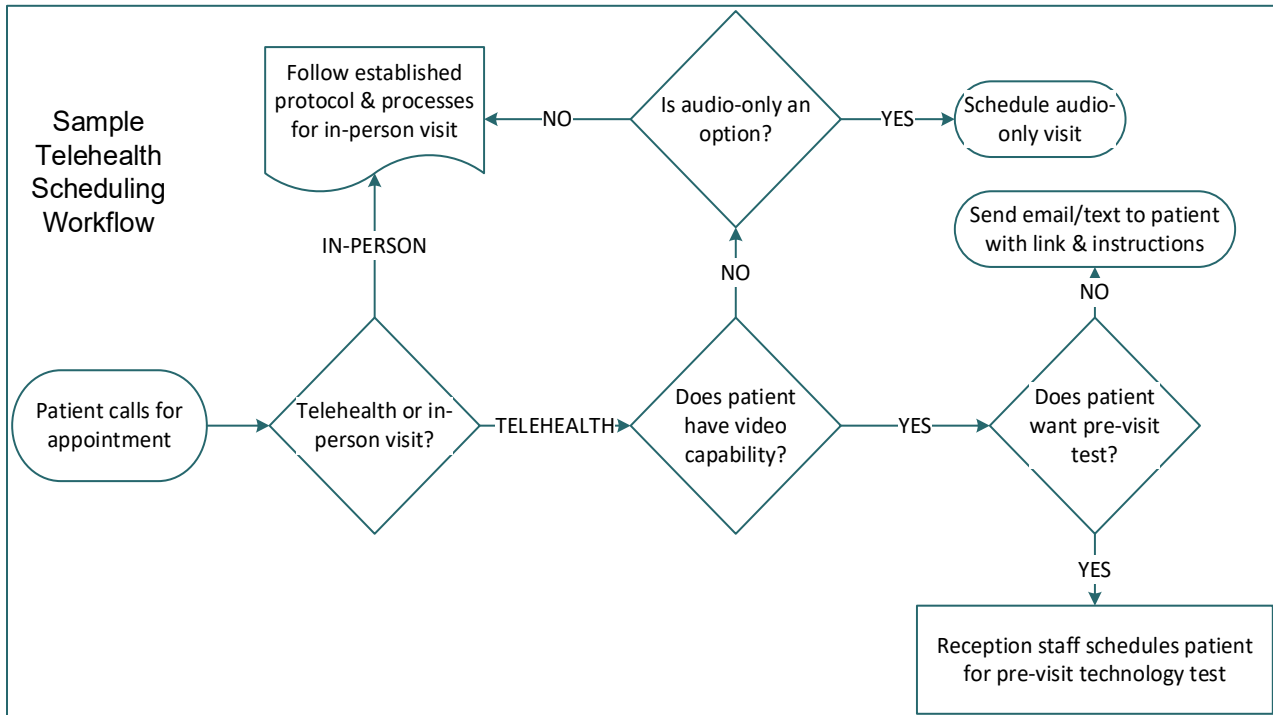 Sample
Telehealth
Scheduling
Workflow
Follow established
protocol & processes
for in-person visit
NO
Is audio-only an
option?
YES
Schedule audio-
only visit
Send email/text to patient
with link & instructions
IN-PERSON
NO
NO
Patient calls for
appointment
Telehealth or in-
person visit?
TELEHEALTH
Does patient
have video
capability?
YES
Does patient
want pre-visit
test?
YES
Reception staff schedules patient
for pre-visit technology test